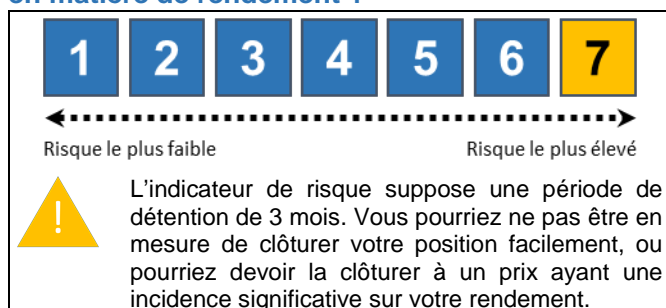 en matière de rendement ?
1 2 3 4 5 6 7
Risque le plus faible Risque le plus élevé
!
L'indicateur de risque suppose une période de
détention de 3 mois. Vous pourriez ne pas être en
mesure de clôturer votre position facilement, ou
pourriez devoir la clôturer à un prix ayant une
incidence significative sur votre rendement.